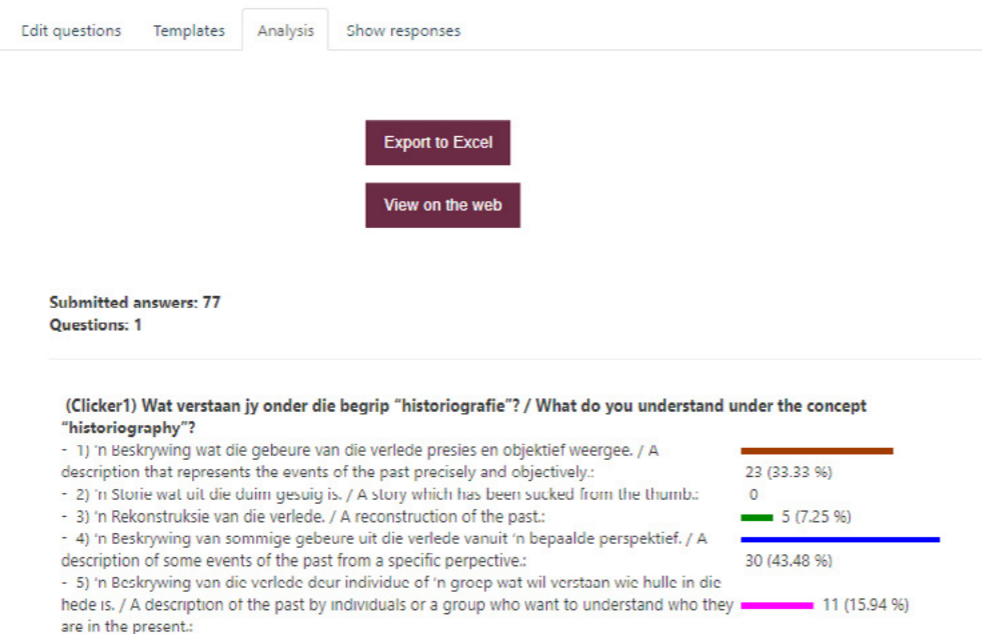 Edit questions Templates Analysis Show responses
Export to Excel
View on the web
Submitted answers: 77
Questions: 1
(Clicker1) Wat verstaan jy onder die begrip “historiografie”? / What do you understand under the concept
“historiography”?
- 1) 'n Beskrywing wat die gebeure van die verlede presies en objektief weergee. / A
description that represents the events of the past precisely and objectively.: 23 (33.33 %)
- 2) 'n Storie wat uit die duim gesuig is. / A story which has been sucked from the thumb.: 0
- 3) 'n Rekonstruksie van die verlede. / A reconstruction of the past.: 5 (7.25 %)
- 4) 'n Beskrywing van sommige gebeure uit die verlede vanuit 'n bepaalde perspektief. / A
description of some events of the past from a specific perpective.: 30 (43.48 %)
- 5) 'n Beskrywing van die verlede deur individue of 'n groep wat wil verstaan wie hulle in die
hede is. / A description of the past by individuals or a group who want to understand who they 11 (15.94 %)
are in the present.: